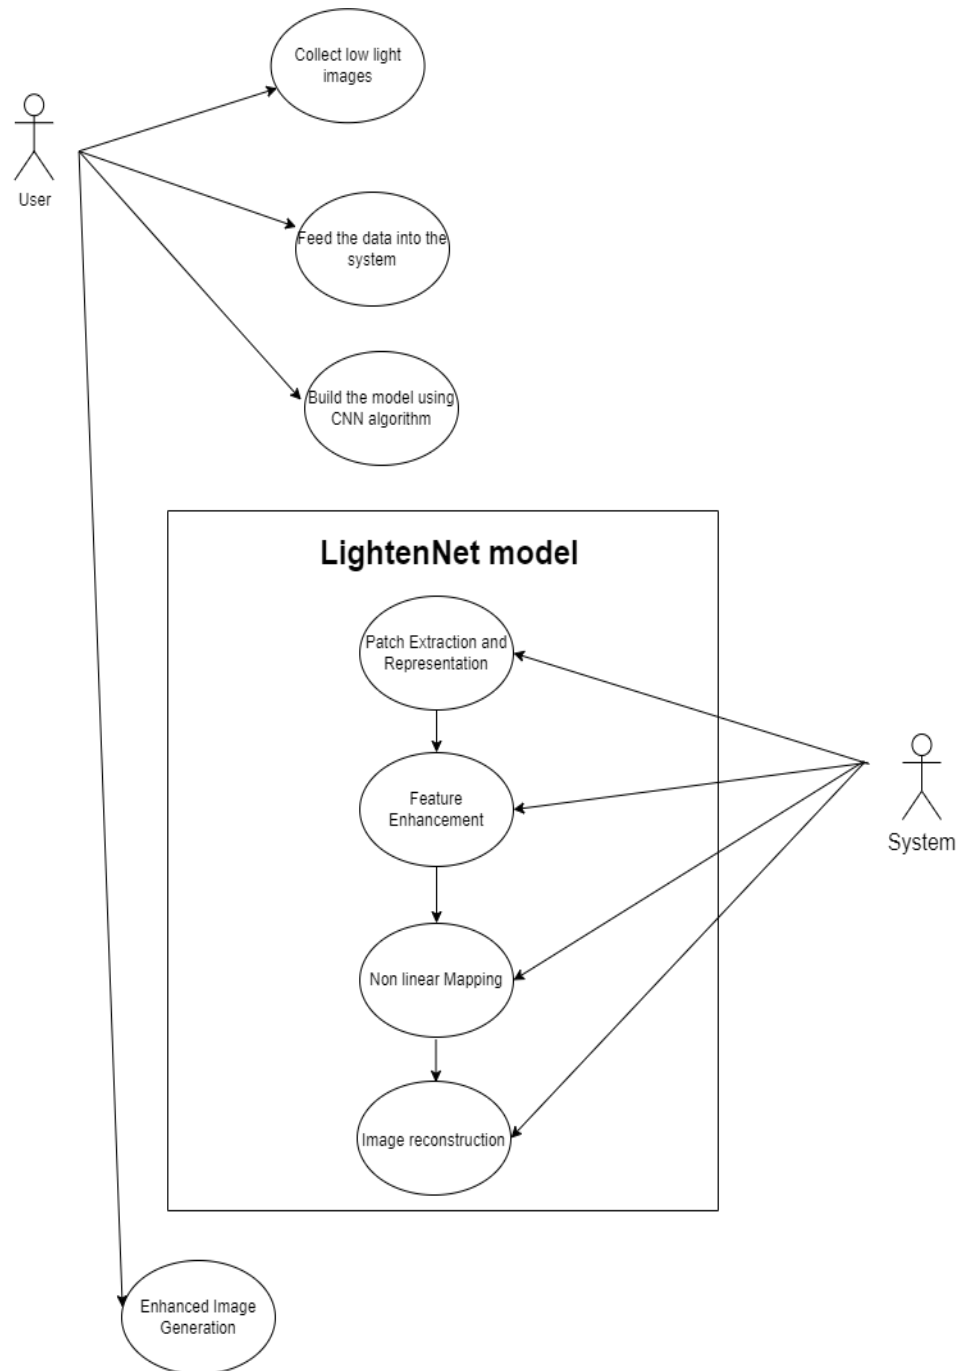 Collect low light
images
User
Feed the data into the
system
Build the model using
CNN algorithm
LightenNet model
Patch Extraction and
Representation
Feature
Enhancement
System
Non linear Mapping
Image reconstruction
Enhanced Image
Generation